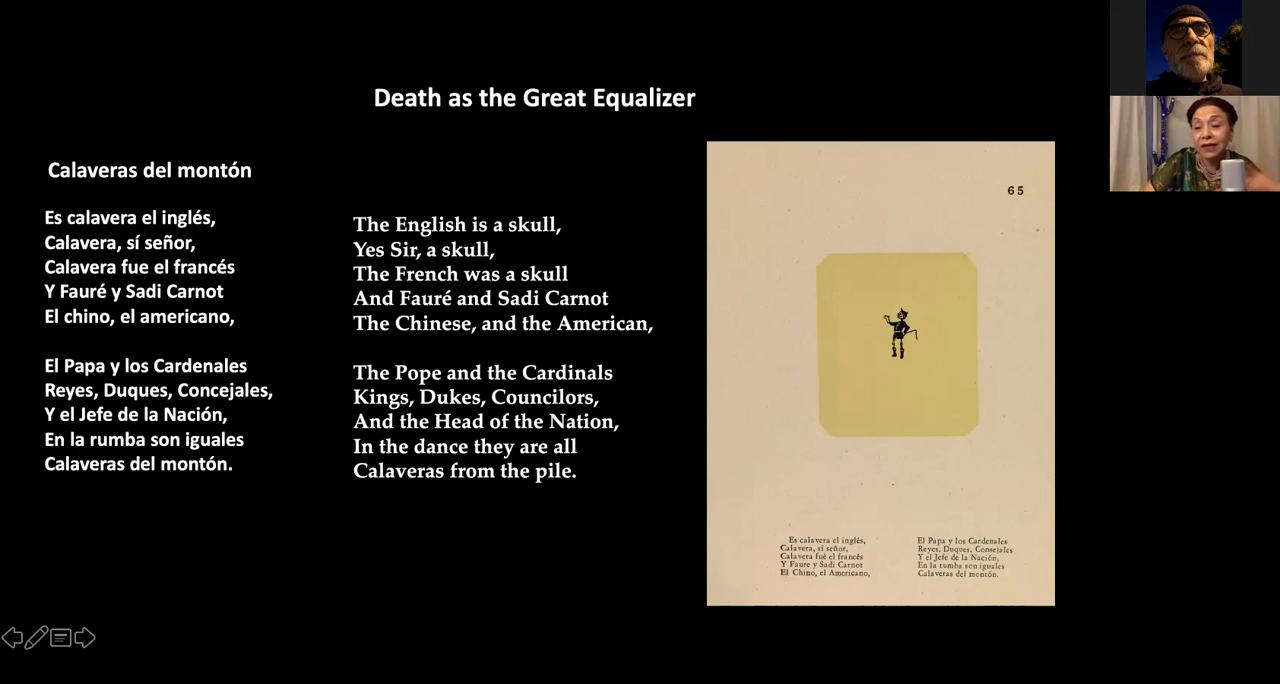 Death as the Great Equalizer
Calaveras del montón
Es calavera el inglés,
Calavera, sí señor,
Calavera fue el francés
Y Fauré y Sadi Carnot
El chino, el americano,
El Papa y los Cardenales
Reyes, Duques, Concejales,
Y el Jefe de la Nación,
En la rumba son iguales
Calaveras del montón.
The English is a skull,
Yes Sir, a skull,
The French was a skull
And Fauré and Sadi Carnot
The Chinese, and the American,
The Pope and the Cardinals
Kings, Dukes, Councilors,
And the Head of the Nation,
In the dance they are all
Calaveras from the pile.
65
Es calavera el inglés,
Calavera, sí señor,
Calavera fué el francés
Y Faure y Sadi Carnot
El Chino, el Americano,
El Papa y los Cardenales
Reyes, Duques, Consejales,
Y el Jefe de la Nación,
En la tumba son iguales
Calaveras del montón.